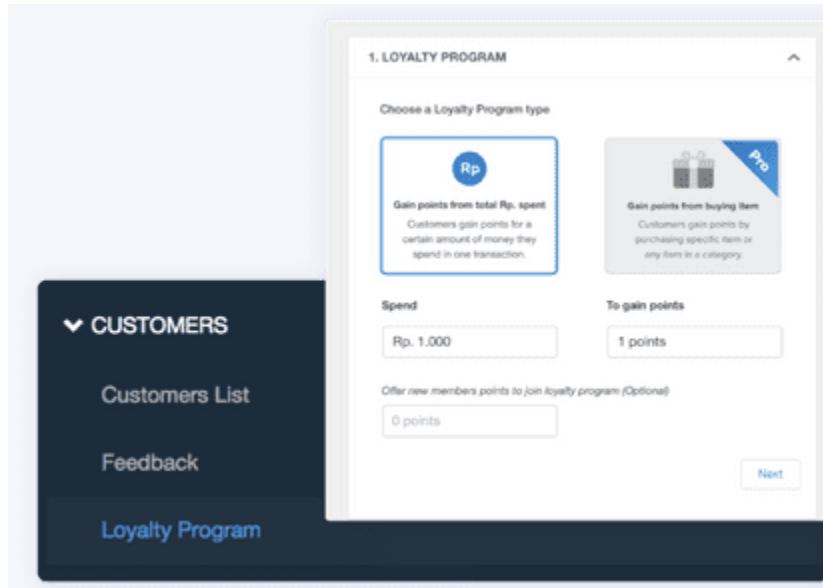 1. LOYALTY PROGRAM
Choose a Loyalty Program type
Rp
Gain points from total Rp. spent
Customers gain points for a
certain amount of money they
spend in one transaction.
Pro
Gain points from buying item
Customers gain points by
purchasing specific item or
any item in a category.
Spend
Rp. 1.000
To gain points
1 points
Offer new members points to join loyalty program (Optional)
0 points
Next
CUSTOMERS
Customers List
Feedback
Loyalty Program